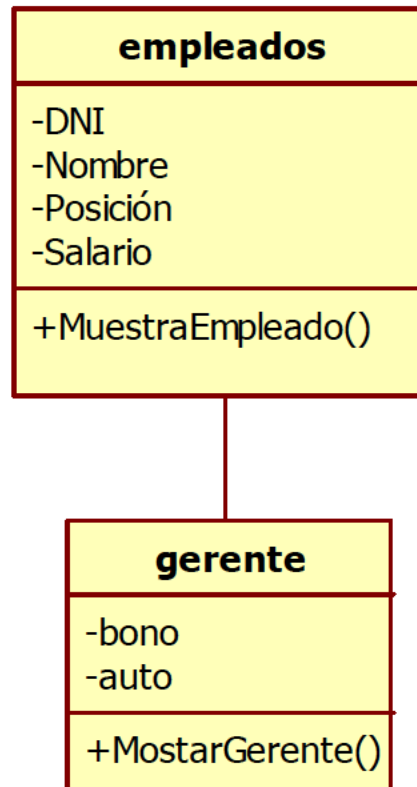 empleados
-DNI
-Nombre
-Posición
-Salario
+MuestraEmpleado()
gerente
-bono
-auto
+MostarGerente()